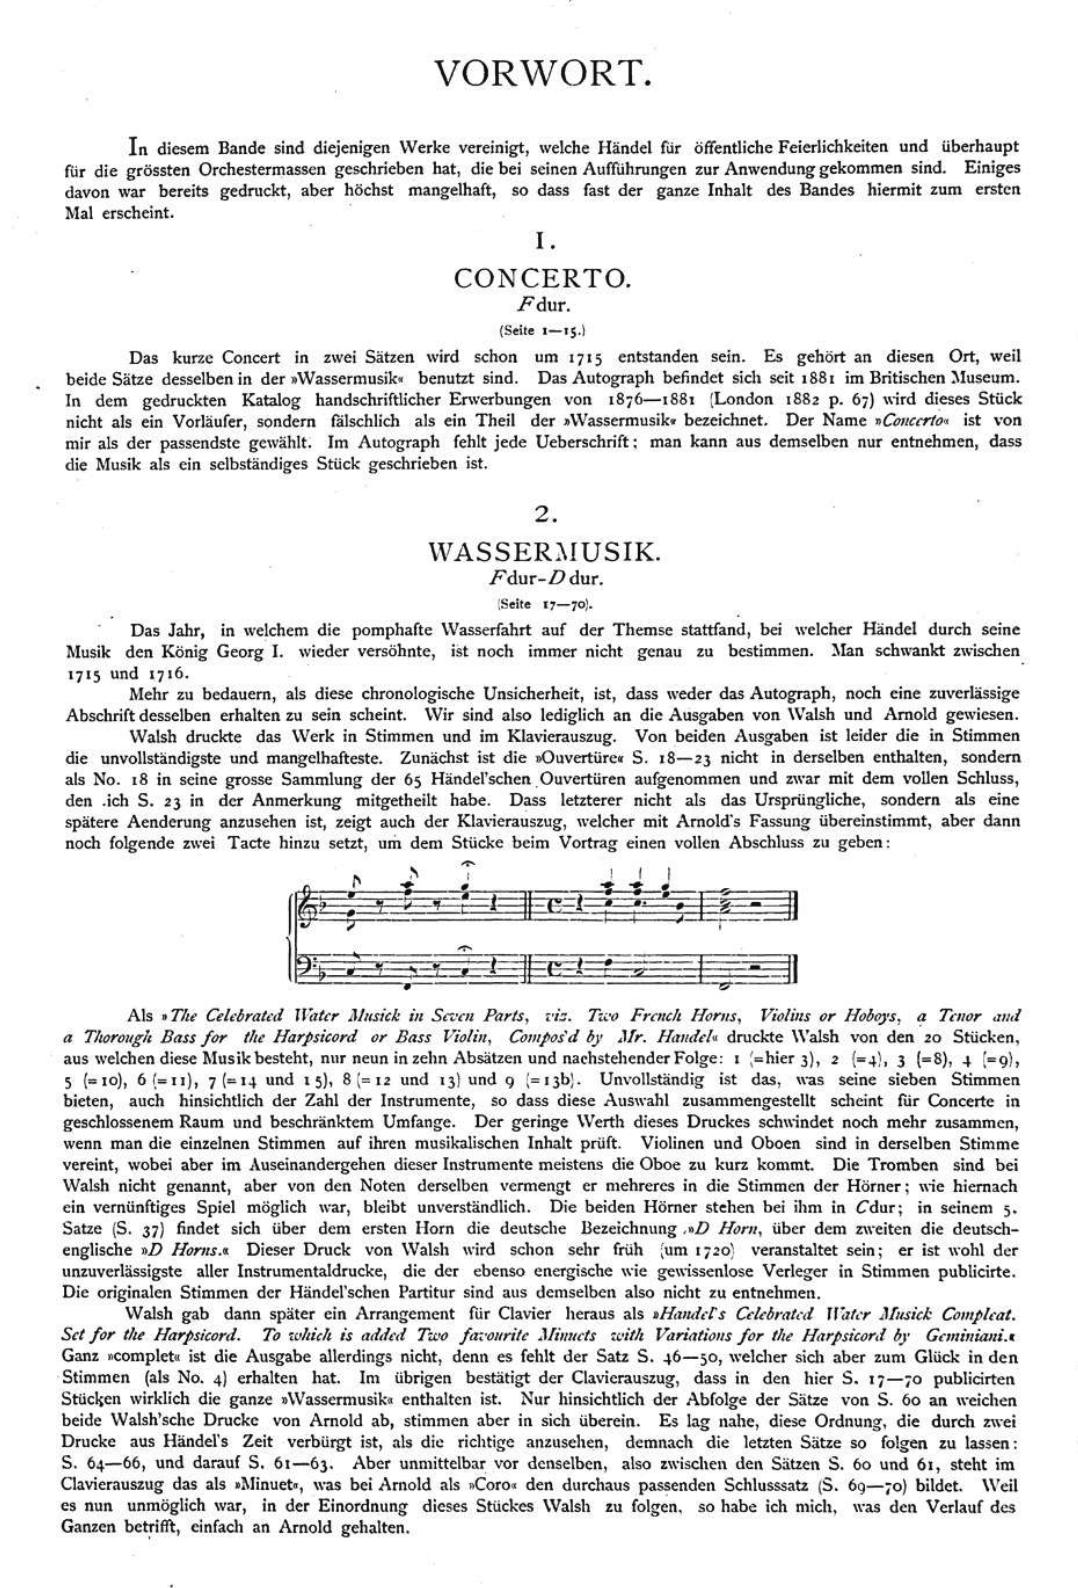 VORWORT.
In diesem Bande sind diejenigen Werke vereinigt, welche Händel für öffentliche Feierlichkeiten und überhaupt
für die grössten Orchestermassen geschrieben hat, die bei seinen Aufführungen zur Anwendung gekommen sind. Einiges
davon war bereits gedruckt, aber höchst mangelhaft, so dass fast der ganze Inhalt des Bandes hiermit zum ersten
Mal erscheint.
1.
CONCERTO.
F dur.
(Seite 1—15.)
Das kurze Concert in zwei Sätzen wird schon um 1715 entstanden sein. Es gehört an diesen Ort, weil
beide Sätze desselben in der »Wassermusik« benutzt sind. Das Autograph befindet sich seit 1881 im Britischen Museum.
In dem gedruckten Katalog handschriftlicher Erwerbungen von 1876—1881 (London 1882 p. 67) wird dieses Stück
nicht als ein Vorläufer, sondern fälschlich als ein Theil der »Wassermusik« bezeichnet. Der Name »Concerto« ist von
mir als der passendste gewählt. Im Autograph fehlt jede Ueberschrift; man kann aus demselben nur entnehmen, dass
die Musik als ein selbständiges Stück geschrieben ist.
2.
WASSERMUSIK.
F dur-D dur.
(Seite 17—70).
Das Jahr, in welchem die pomphafte Wasserfahrt auf der Themse stattfand, bei welcher Händel durch seine
Musik den König Georg I. wieder versöhnte, ist noch immer nicht genau zu bestimmen. Man schwankt zwischen
1715 und 1716.
Mehr zu bedauern, als diese chronologische Unsicherheit, ist, dass weder das Autograph, noch eine zuverlässige
Abschrift desselben erhalten zu sein scheint. Wir sind also lediglich an die Ausgaben von Walsh und Arnold gewiesen.
Walsh druckte das Werk in Stimmen und im Klavierauszug. Von beiden Ausgaben ist leider die in Stimmen
die unvollständigste und mangelhafteste. Zunächst ist die »Ouvertüre« S. 18—23 nicht in derselben enthalten, sondern
als No. 18 in seine grosse Sammlung der 65 Händel'schen Ouvertüren aufgenommen und zwar mit dem vollen Schluss,
den ich S. 23 in der Anmerkung mitgetheilt habe. Dass letzterer nicht als das Ursprüngliche, sondern als eine
spätere Aenderung anzusehen ist, zeigt auch der Klavierauszug, welcher mit Arnold's Fassung übereinstimmt, aber dann
noch folgende zwei Tacte hinzu setzt, um dem Stücke beim Vortrag einen vollen Abschluss zu geben:
Als »The Celebrated Water Musick in Seven Parts, viz. Two French Horns, Violins or Hoboys, a Tenor and
a Thorough Bass for the Harpsicord or Bass Violin, Compos'd by Mr. Handel« druckte Walsh von den 20 Stücken,
aus welchen diese Musik besteht, nur neun in zehn Absätzen und nachstehender Folge: 1 (=hier 3), 2 (=4), 3 (=8), 4 (=9),
5 (=10), 6 (=11), 7 (=14 und 15), 8 (=12 und 13) und 9 (=13b). Unvollständig ist das, was seine sieben Stimmen
bieten, auch hinsichtlich der Zahl der Instrumente, so dass diese Auswahl zusammengestellt scheint für Concerte in
geschlossenem Raum und beschränktem Umfange. Der geringe Werth dieses Druckes schwindet noch mehr zusammen,
wenn man die einzelnen Stimmen auf ihren musikalischen Inhalt prüft. Violinen und Oboen sind in derselben Stimme
vereint, wobei aber im Auseinandergehen dieser Instrumente meistens die Oboe zu kurz kommt. Die Tromben sind bei
Walsh nicht genannt, aber von den Noten derselben vermengt er mehreres in die Stimmen der Hörner; wie hiernach
ein vernünftiges Spiel möglich war, bleibt unverständlich. Die beiden Hörner stehen bei ihm in C dur; in seinem 5.
Satze (S. 37) findet sich über dem ersten Horn die deutsche Bezeichnung »D Horn, über dem zweiten die deutsch-
englische »D Horns.« Dieser Druck von Walsh wird schon sehr früh (um 1720) veranstaltet sein; er ist wohl der
unzuverlässigste aller Instrumentaldrucke, die der ebenso energische wie gewissenlose Verleger in Stimmen publicirte.
Die originalen Stimmen der Händel'schen Partitur sind aus demselben also nicht zu entnehmen.
Walsh gab dann später ein Arrangement für Clavier heraus als »Handel's Celebrated Water Musick Compleat.
Set for the Harpsicord. To which is added Two favourite Minuets with Variations for the Harpsicord by Geminiani.«
Ganz »complet« ist die Ausgabe allerdings nicht, denn es fehlt der Satz S. 46—50, welcher sich aber zum Glück in den
Stimmen (als No. 4) erhalten hat. Im übrigen bestätigt der Clavierauszug, dass in den hier S. 17—70 publicirten
Stücken wirklich die ganze »Wassermusik« enthalten ist. Nur hinsichtlich der Abfolge der Sätze von S. 60 an weichen
beide Walsh'sche Drucke von Arnold ab, stimmen aber in sich überein. Es lag nahe, diese Ordnung, die durch zwei
Drucke aus Händel's Zeit verbürgt ist, als die richtige anzusehen, demnach die letzten Sätze so folgen zu lassen:
S. 64—66, und darauf S. 61—63. Aber unmittelbar vor denselben, also zwischen den Sätzen S. 60 und 61, steht im
Clavierauszug das als »Minuet«, was bei Arnold als »Coro« den durchaus passenden Schlusssatz (S. 69—70) bildet. Weil
es nun unmöglich war, in der Einordnung dieses Stückes Walsh zu folgen, so habe ich mich, was den Verlauf des
Ganzen betrifft, einfach an Arnold gehalten.